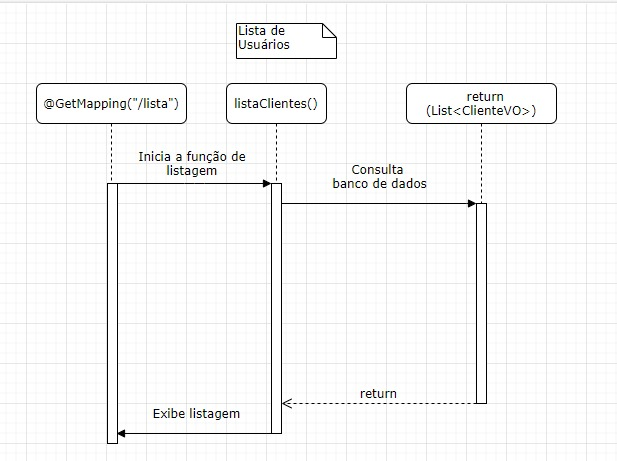 Lista de
Usuários
@GetMapping("/lista")
listaClientes()
return
(List<ClienteVO>)
Inicia a função de
listagem
Consulta
banco de dados
return
Exibe listagem